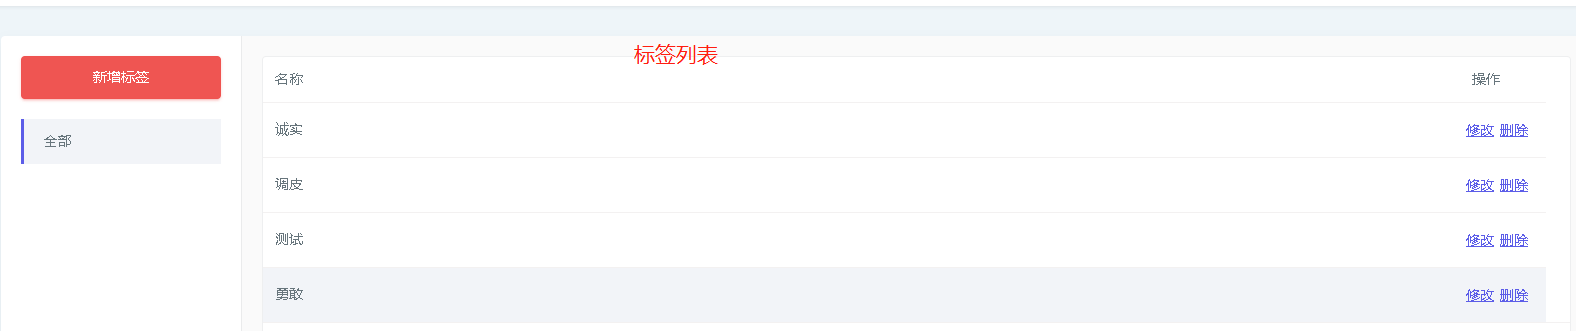 标签列表
新增标签
全部
名称 操作
诚实 修改 删除
调皮 修改 删除
测试 修改 删除
勇敢 修改 删除